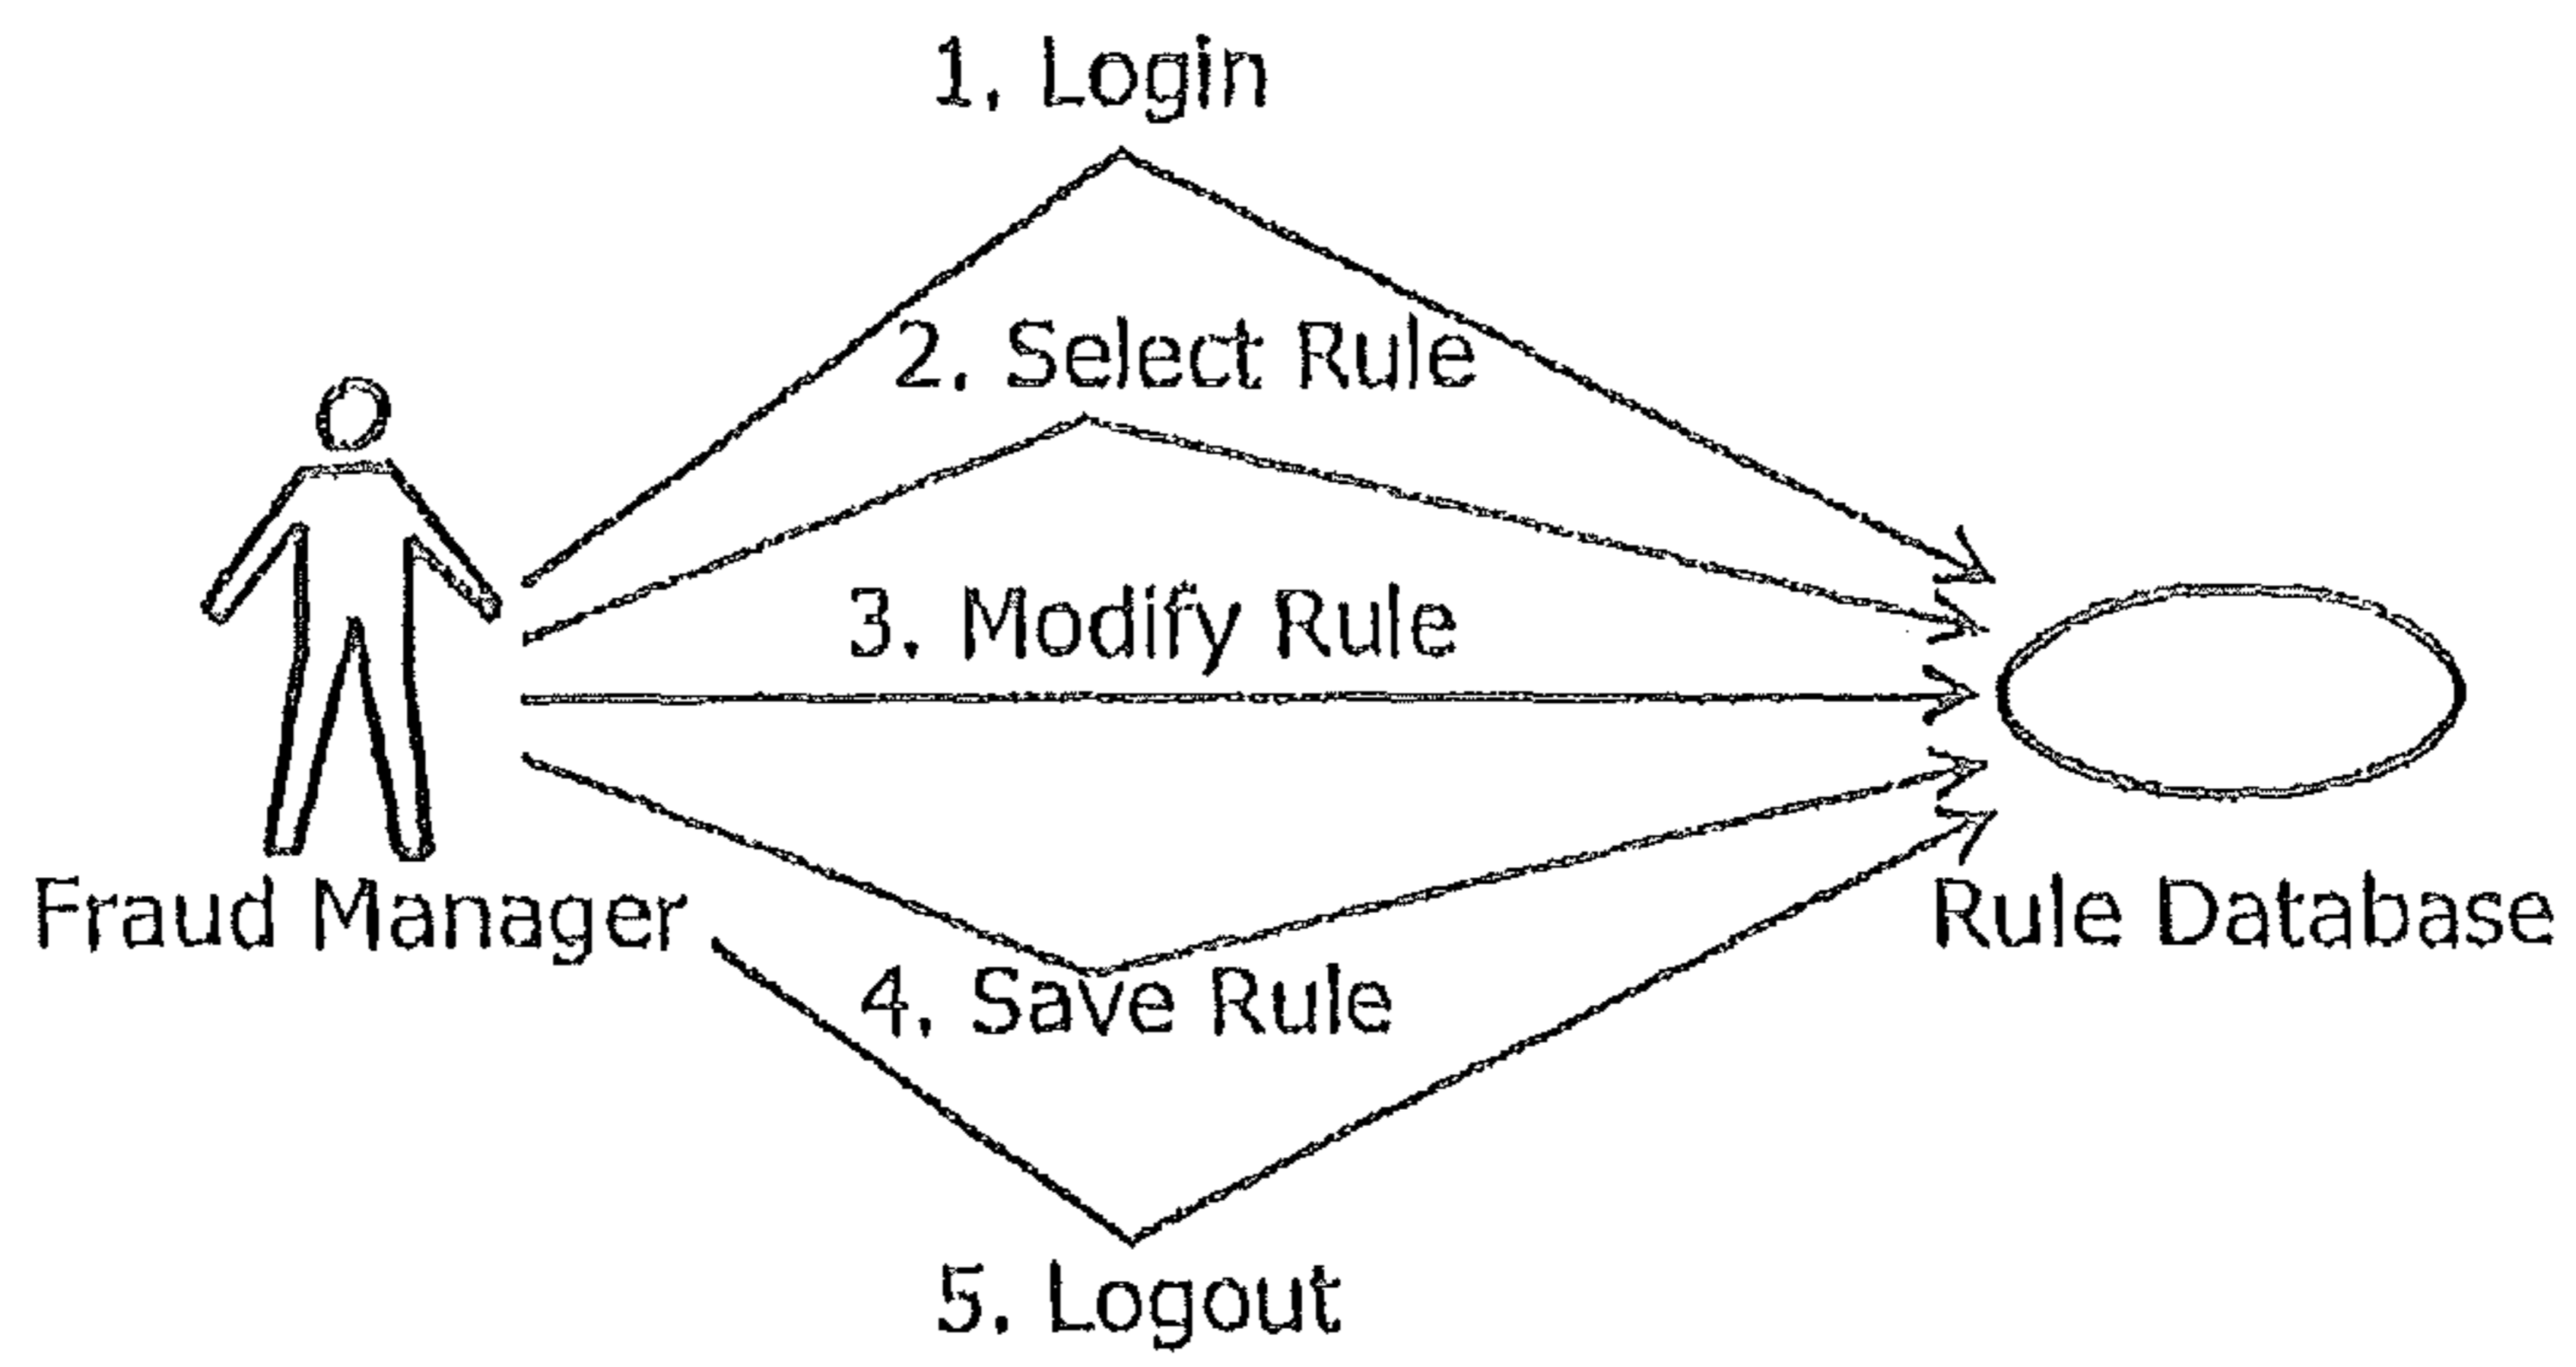 1. Login
2. Select Rule
3. Modify Rule
Fraud Manager
Rule Database
4. Save Rule
5. Logout